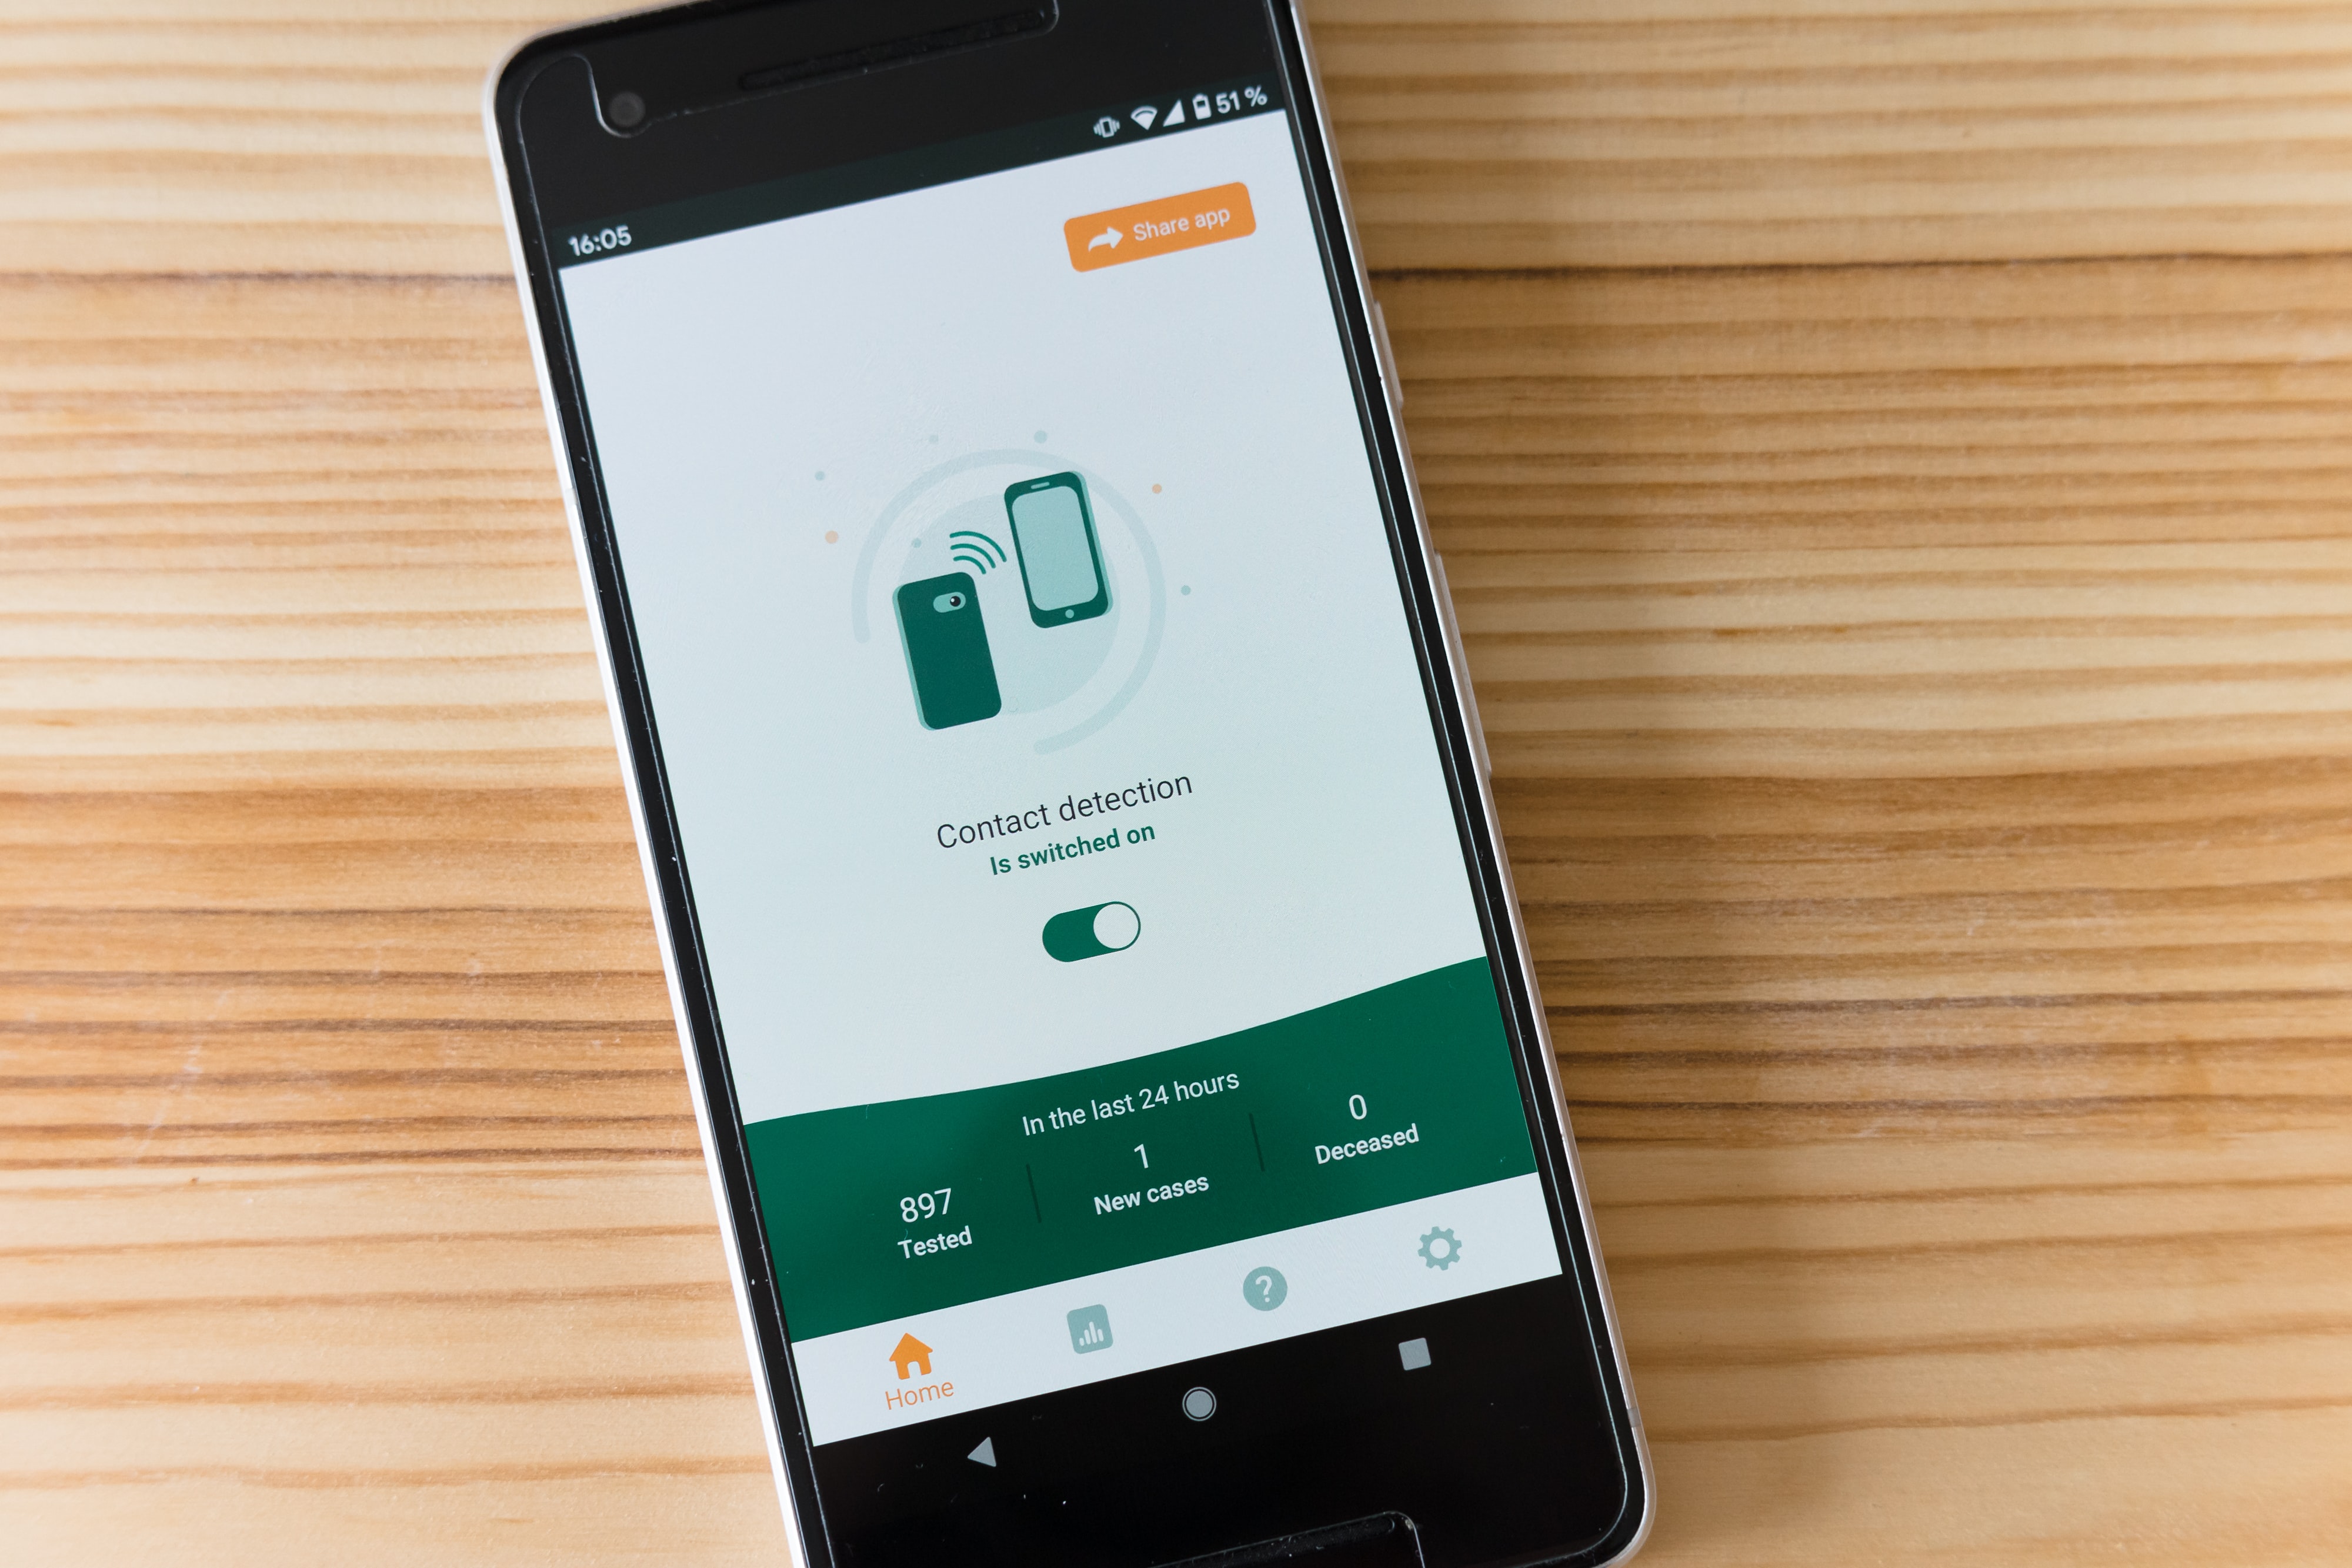 16:05
51 %
Share app
Contact detection
Is switched on
In the last 24 hours
897
Tested
1
New cases
0
Deceased
?
Home